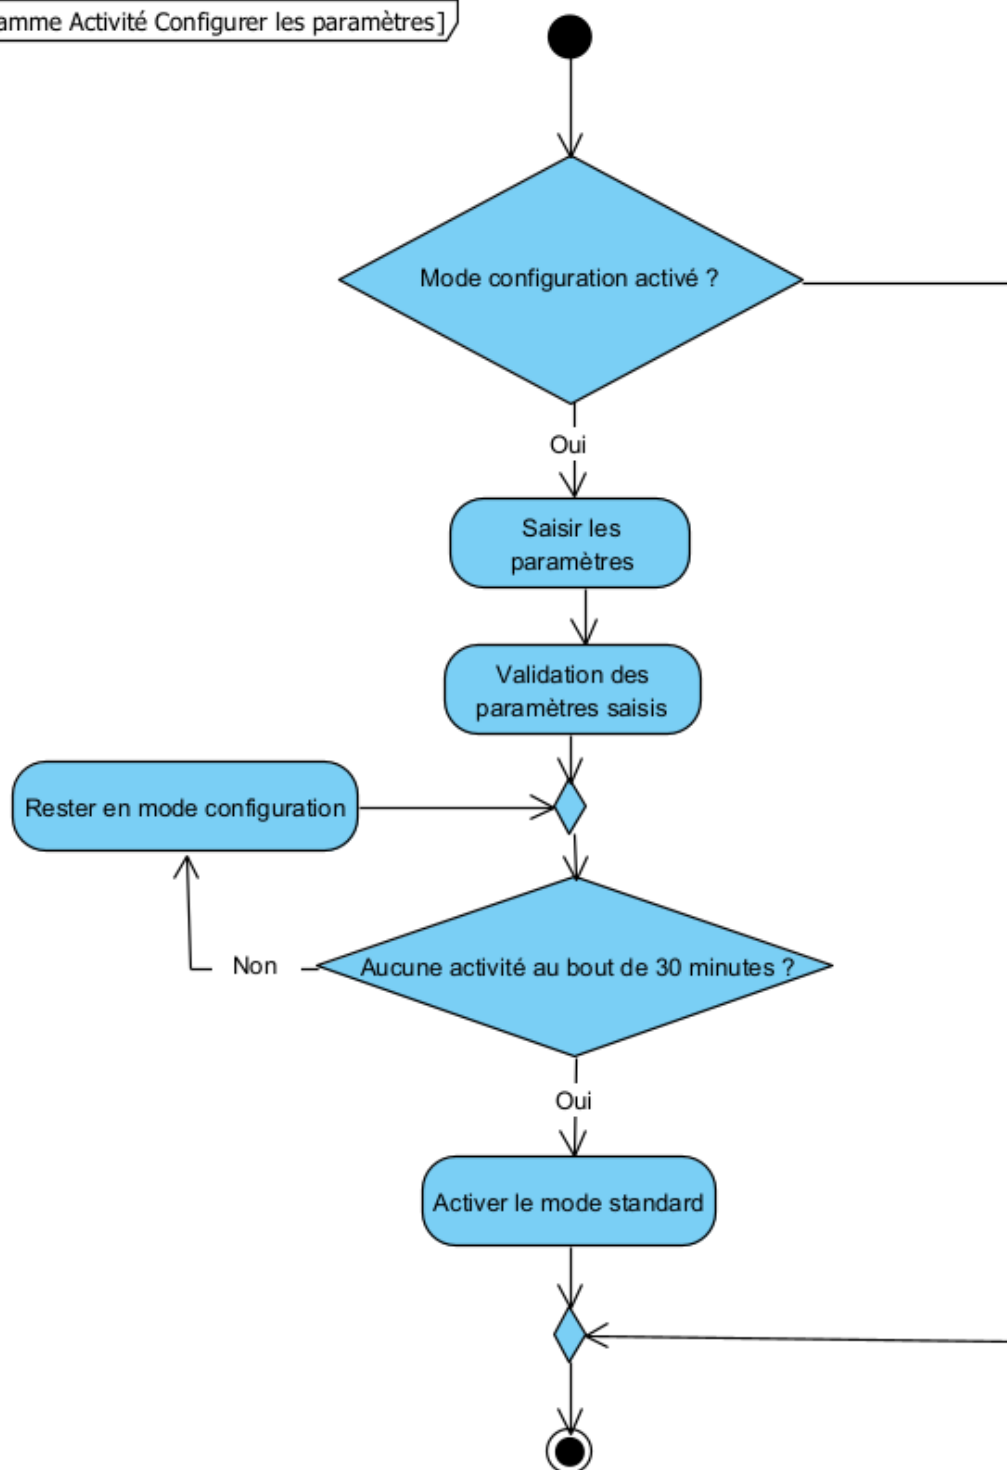 amme Activité Configurer les paramètres]
Mode configuration activé ?
Oui
Saisir les
paramètres
Validation des
paramètres saisis
Rester en mode configuration
Non
Aucune activité au bout de 30 minutes ?
Oui
Activer le mode standard